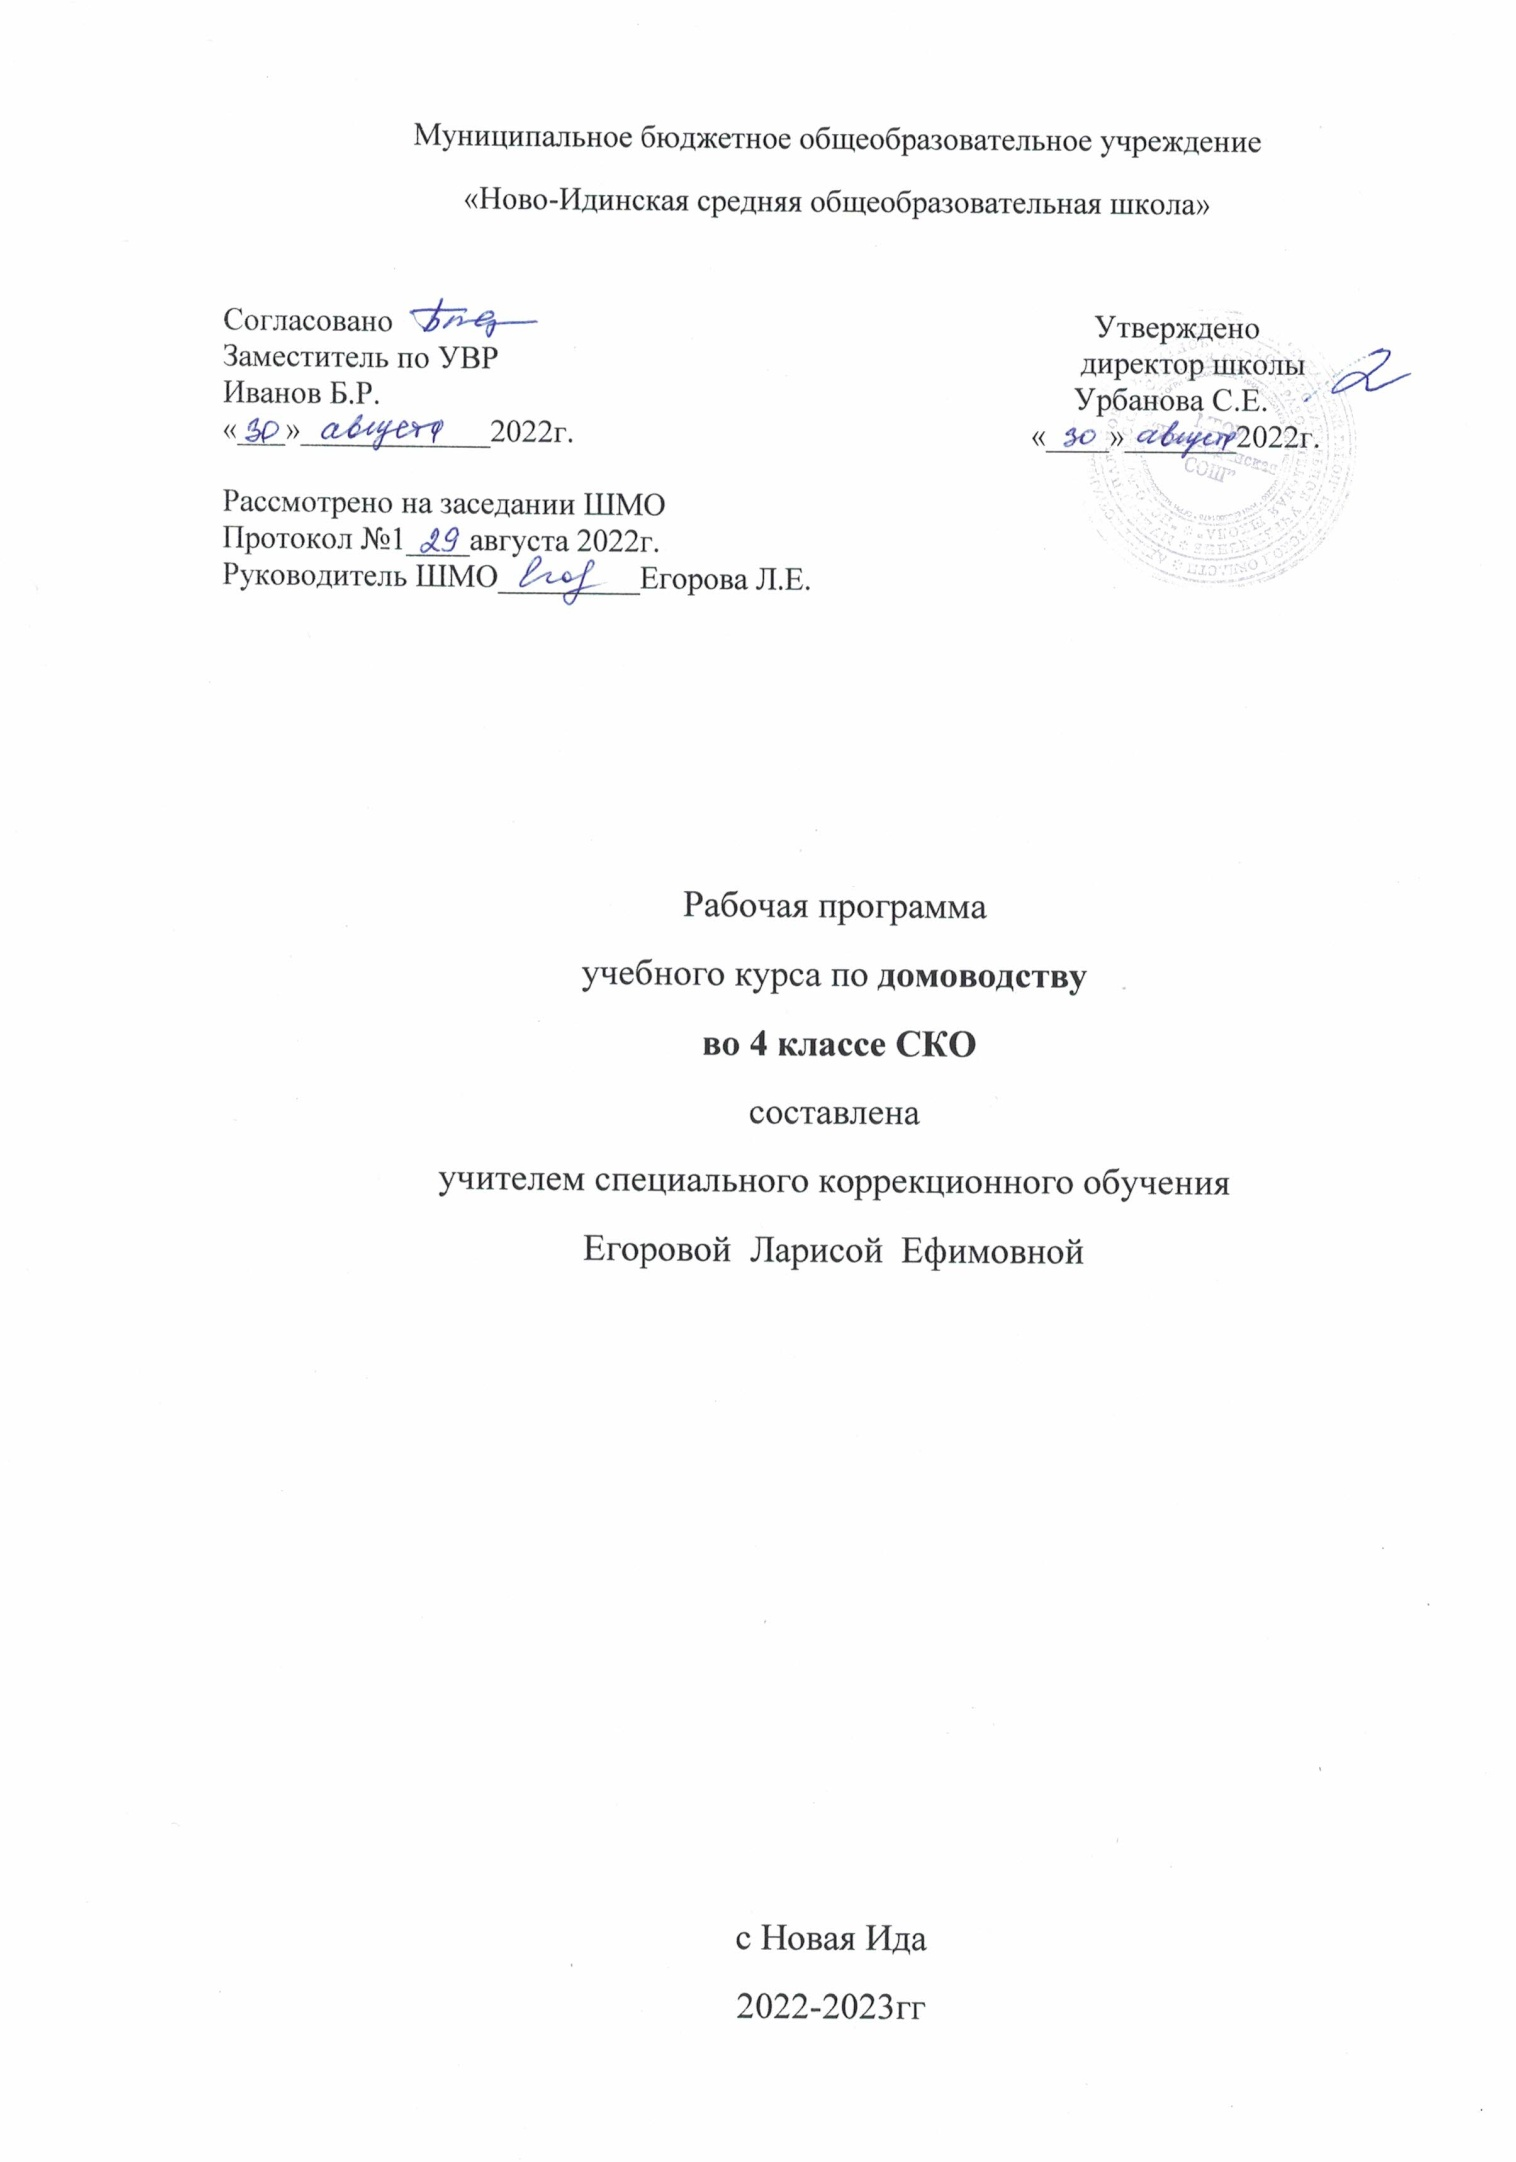 Муниципальное бюджетное общеобразовательное учреждение
«Ново-Идинская средняя общеобразовательная школа»
Согласовано
Заместитель по УВР
Иванов Б.Р.
«30» августа 2022г.
Утверждено
директор школы
Урбанова С.Е.
«30» августа 2022г.
СОШ"
Рассмотрено на заседании ШМО
Протокол №1 29 августа 2022г.
Руководитель ШМО Егорова Л.Е.
Рабочая программа
учебного курса по домоводству
во 4 классе СКО
составлена
учителем специального коррекционного обучения
Егоровой Ларисой Ефимовной
с Новая Ида
2022-2023гг